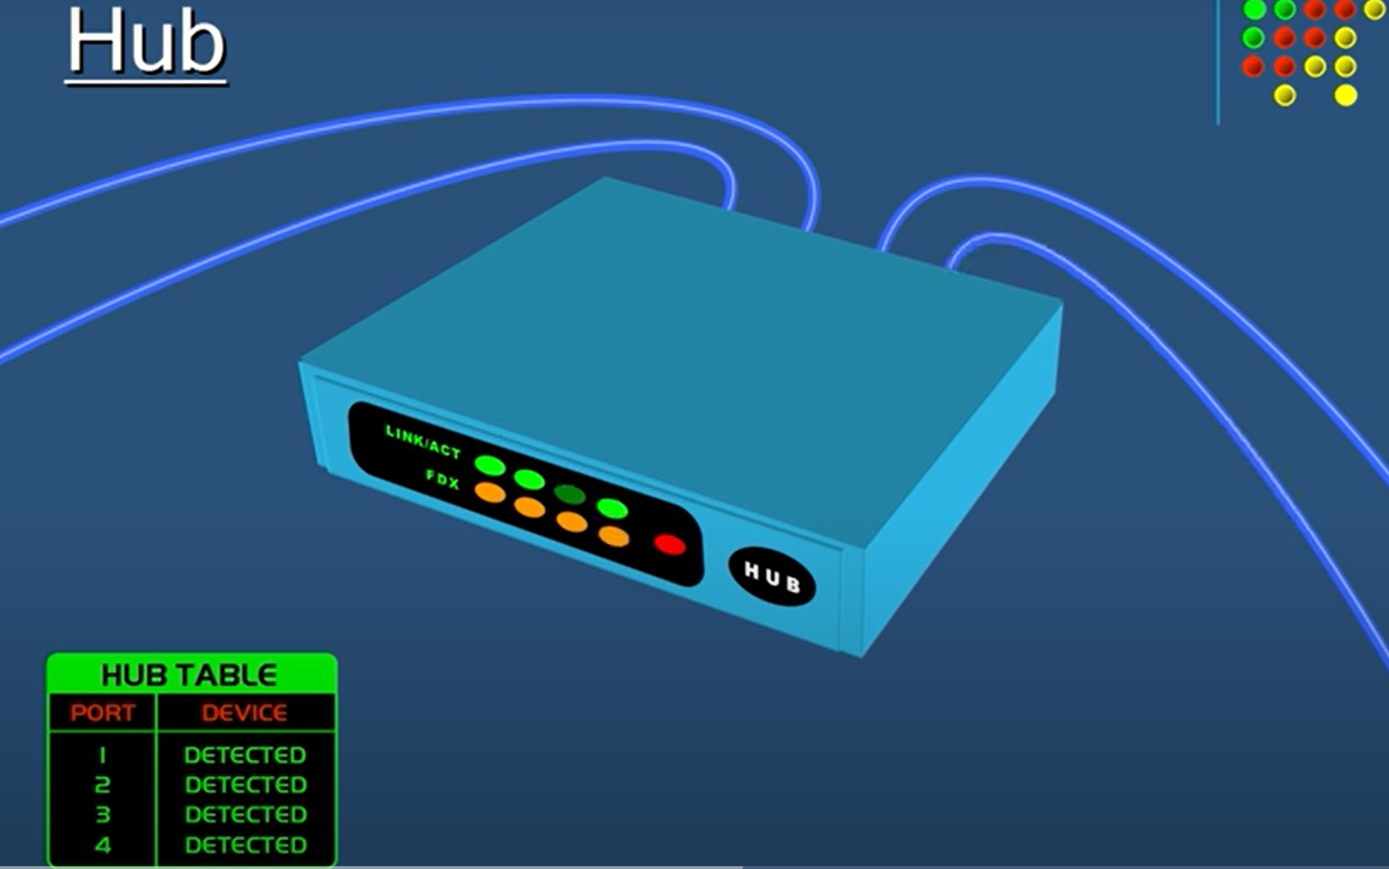 Hub
LINK/ACT
FDX
HUB
HUB TABLE
PORT DEVICE
1 DETECTED
2 DETECTED
3 DETECTED
4 DETECTED